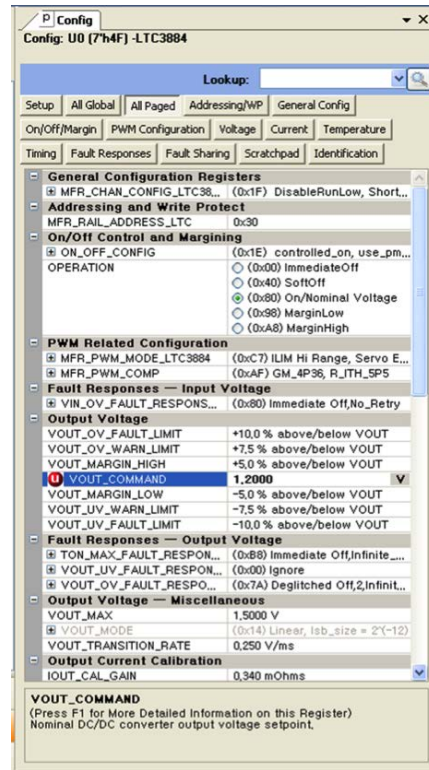 P Config
Config: U0 (7'h4F) -LTC3884
Lookup:
Setup All Global All Paged Addressing/WP General Config
On/Off/Margin PWM Configuration Voltage Current Temperature
Timing Fault Responses Fault Sharing Scratchpad Identification
General Configuration Registers
MFR_CHAN_CONFIG_LTC38... (0x1F) DisableRunLow, Short...
Addressing and Write Protect
MFR_RAIL_ADDRESS_LTC 0x30
On/Off Control and Margining
ON_OFF_CONFIG (0x1E) controlled_on, use_pm...
OPERATION (0x00) ImmediateOff
(0x40) SoftOff
(0x80) On/Nominal Voltage
(0x98) MarginLow
(0xA8) MarginHigh
PWM Related Configuration
MFR_PWM_MODE_LTC3884 (0xC7) ILIM Hi Range, Servo E...
MFR_PWM_COMP (0xAF) GM_4P36, R_ITH_5P5
Fault Responses — Input Voltage
VIN_OV_FAULT_RESPONS... (0x80) Immediate Off,No_Retry
Output Voltage
VOUT_OV_FAULT_LIMIT +10,0 % above/below VOUT
VOUT_OV_WARN_LIMIT +7,5 % above/below VOUT
VOUT_MARGIN_HIGH +5,0 % above/below VOUT
U VOUT_COMMAND 1,2000 V
VOUT_MARGIN_LOW -5,0 % above/below VOUT
VOUT_UV_WARN_LIMIT -7,5 % above/below VOUT
VOUT_UV_FAULT_LIMIT -10,0 % above/below VOUT
Fault Responses — Output Voltage
TON_MAX_FAULT_RESPON... (0xB8) Immediate Off,Infinite_...
VOUT_UV_FAULT_RESPON... (0x00) Ignore
VOUT_OV_FAULT_RESPO... (0x7A) Deglitched Off,2,Infinit...
Output Voltage — Miscellaneous
VOUT_MAX 1,5000 V
VOUT_MODE (0x14) Linear, lsb_size = 2^(-12)
VOUT_TRANSITION_RATE 0,250 V/ms
Output Current Calibration
IOUT_CAL_GAIN 0,340 mOhms
VOUT_COMMAND
(Press F1 for More Detailed Information on this Register)
Nominal DC/DC converter output voltage setpoint,